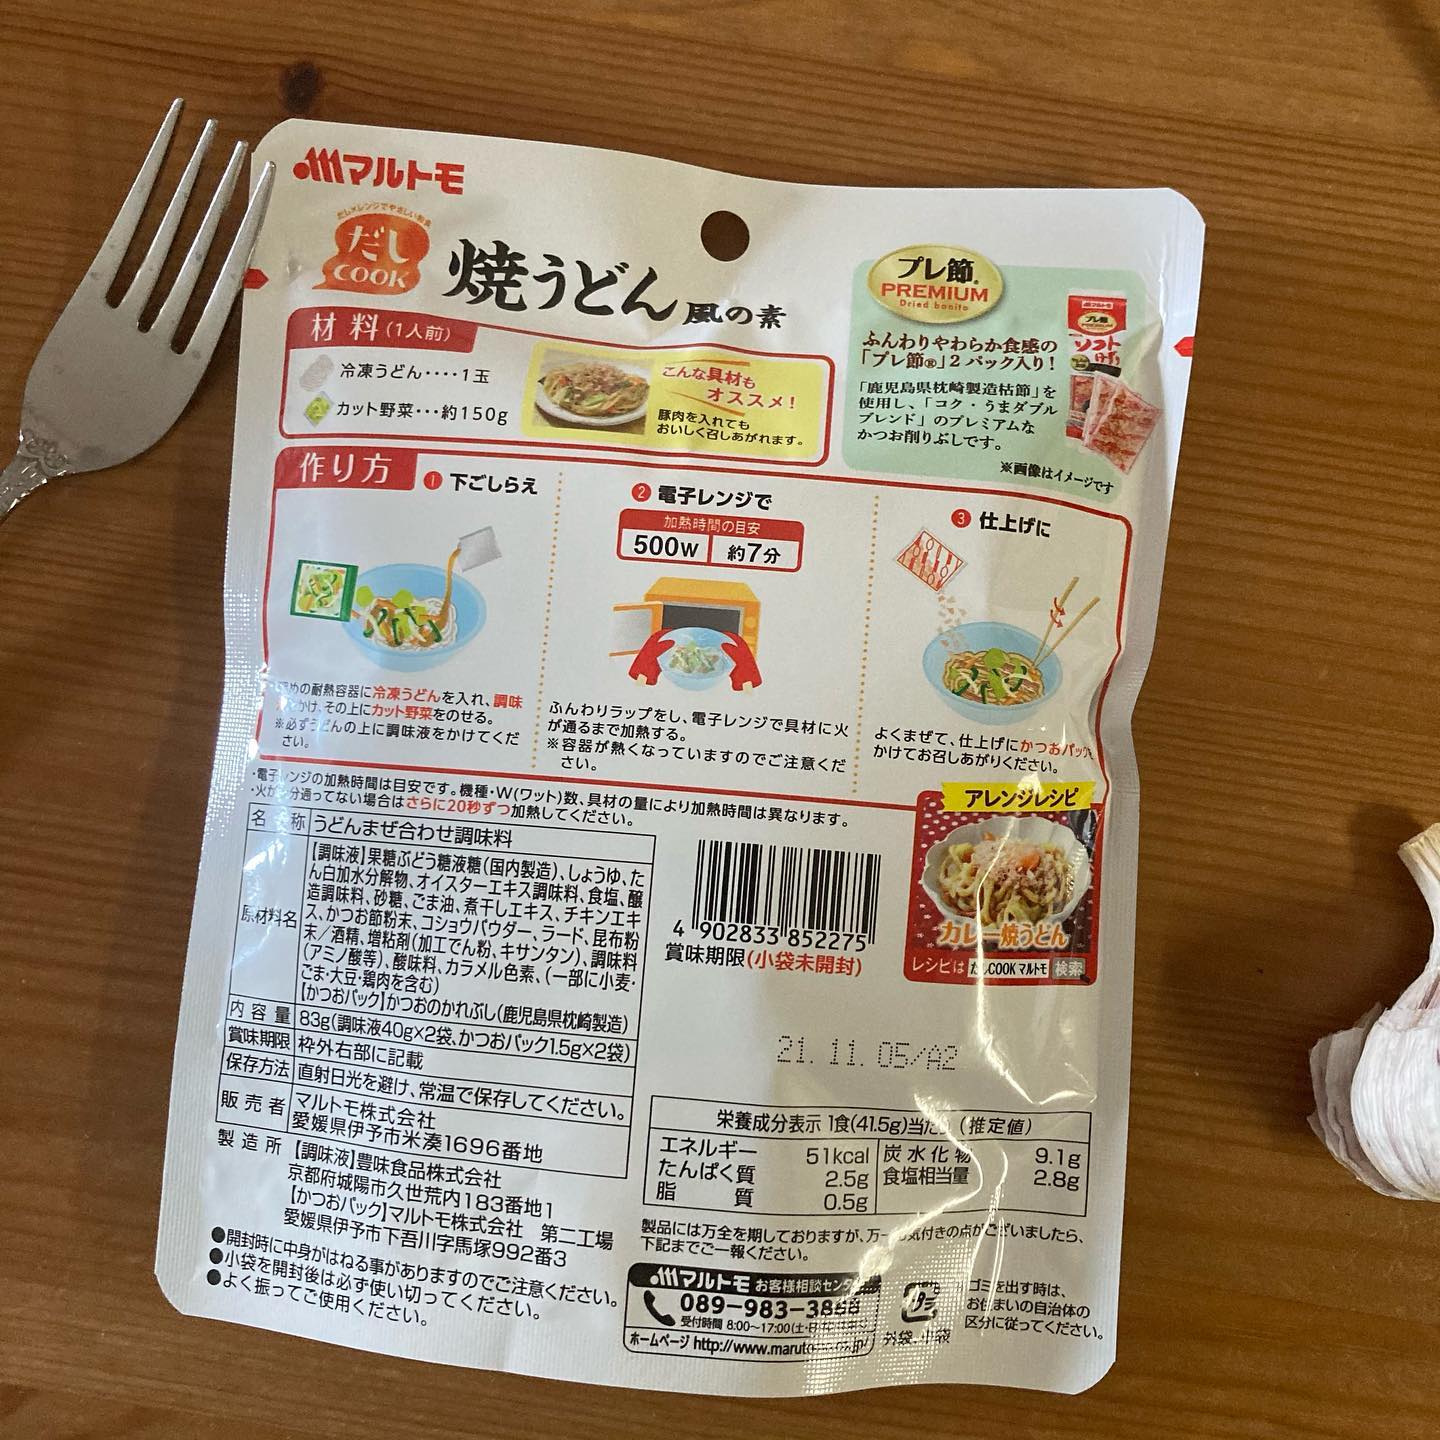 マルトモ
だし×レンジでやさしい和食
だし
COOK
焼うどん風の素
材料(1人前)
冷凍うどん････1玉
カット野菜･･･約150g
こんな具材も
オススメ!
豚肉を入れても
おいしく召しあがれます。
プレ節®
PREMIUM
Dried bonito
ふんわりやわらか食感の
「プレ節®」2パック入り!
「鹿児島県枕崎製造枯節」を
使用し、「コク・うまダブル
ブレンド」のプレミアムな
かつお削りぶしです。
※画像はイメージです
マルトモ
プレ節
PREMIUM
ソフト
作り方
1 下ごしらえ
の耐熱容器に冷凍うどんを入れ、調味
かけ、その上にカット野菜をのせる。
※必ずうどんの上に調味液をかけてくだ
さい。
2 電子レンジで
加熱時間の目安
500W 約7分
ふんわりラップをし、電子レンジで具材に火
が通るまで加熱する。
※容器が熱くなっていますのでご注意くだ
さい。
3 仕上げに
よくまぜて、仕上げにかつおパックを
かけてお召しあがりください。
・電子レンジの加熱時間は目安です。機種・W(ワット)数、具材の量により加熱時間は異なります。
・火が十分通ってない場合はさらに20秒ずつ加熱してください。
名称 うどんまぜ合わせ調味料
原材料名
【調味液】果糖ぶどう糖液糖(国内製造)、しょうゆ、た
ん白加水分解物、オイスターエキス調味料、食塩、醸
造調味料、砂糖、ごま油、煮干しエキス、チキンエキ
ス、かつお節粉末、コショウパウダー、ラード、昆布粉
末/酒精、増粘剤(加工でん粉、キサンタン)、調味料
(アミノ酸等)、酸味料、カラメル色素、(一部に小麦・
ごま・大豆・鶏肉を含む)
【かつおパック】かつおのかれぶし(鹿児島県枕崎製造)
内容量 83g(調味液40g×2袋、かつおパック1.5g×2袋)
賞味期限 枠外右部に記載
保存方法 直射日光を避け、常温で保存してください。
販売者 マルトモ株式会社
愛媛県伊予市米湊1696番地
製造所 【調味液】豊味食品株式会社
京都府城陽市久世荒内183番地1
【かつおパック】マルトモ株式会社 第二工場
愛媛県伊予市下吾川字馬塚992番3
●開封時に中身がはねる事がありますのでご注意ください。
●小袋を開封後は必ず使い切ってください。
●よく振ってご使用ください。
4 902833 852275
賞味期限(小袋未開封)
21.11.05/A2
アレンジレシピ
カレー焼うどん
レシピは だしCOOK マルトモ 検索
栄養成分表示 1食(41.5g)当たり(推定値)
エネルギー 51kcal 炭水化物 9.1g
たんぱく質 2.5g 食塩相当量 2.8g
脂質 0.5g
製品には万全を期しておりますが、万一お気付きの点がございましたら、
下記までご一報ください。
マルトモ お客様相談センター
089-983-38
受付時間 8:00～17:00
ホームページ http://www.maruto
プラ
外袋、小袋
ゴミを出す時は、
お住まいの自治体の
区分に従ってください。